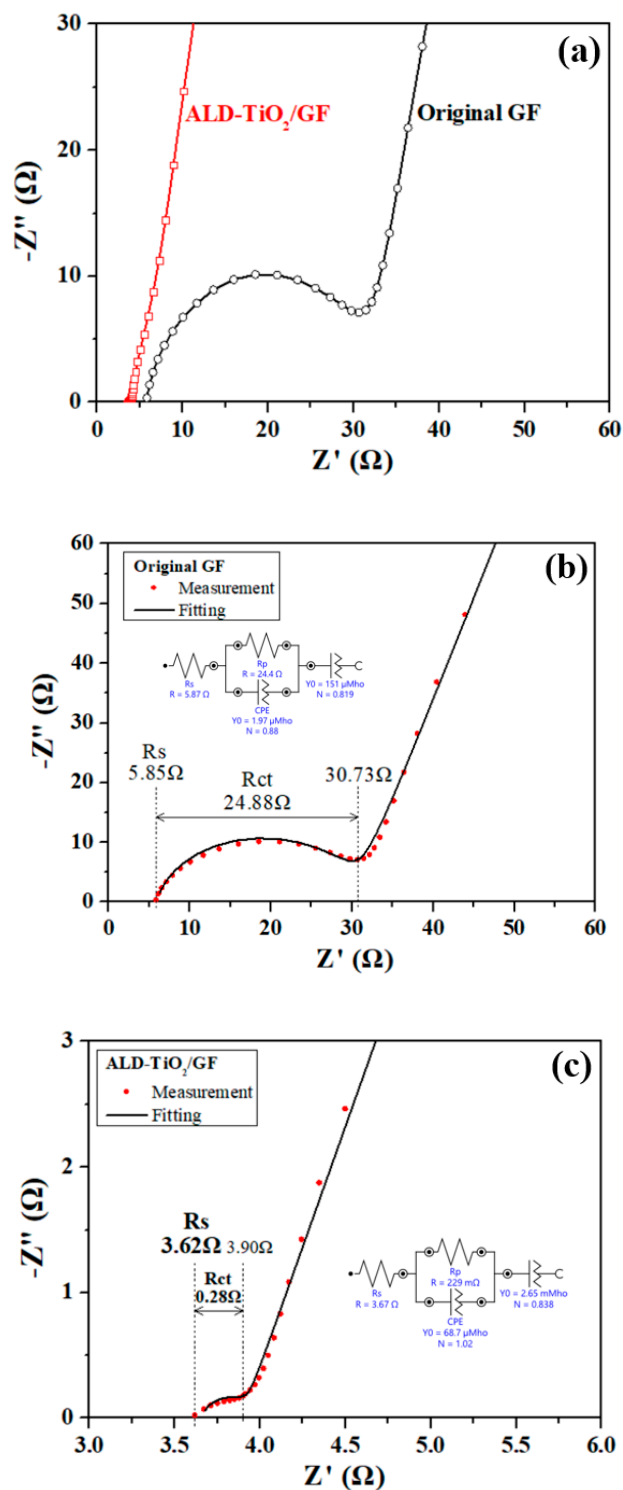 (a)
30
20
10
0
-Z'' (Ω)
ALD-TiO₂/GF
Original GF
0 10 20 30 40 50 60
Z' (Ω)
(b)
60
50
40
30
20
10
0
-Z'' (Ω)
Original GF
Measurement
Fitting
Rs
R = 5.87 Ω
Rp
R = 24.4 Ω
CPE
Y0 = 1.97 µMho
N = 0.88
Y0 = 151 µMho
N = 0.819
Rs
5.85Ω
Rct
24.88Ω
30.73Ω
0 10 20 30 40 50 60
Z' (Ω)
(c)
3
2
1
0
-Z'' (Ω)
ALD-TiO₂/GF
Measurement
Fitting
Rs
3.62Ω 3.90Ω
Rct
0.28Ω
Rs
R = 3.67 Ω
Rp
R = 229 mΩ
CPE
Y0 = 68.7 µMho
N = 1.02
Y0 = 2.65 mMho
N = 0.838
3.0 3.5 4.0 4.5 5.0 5.5 6.0
Z' (Ω)